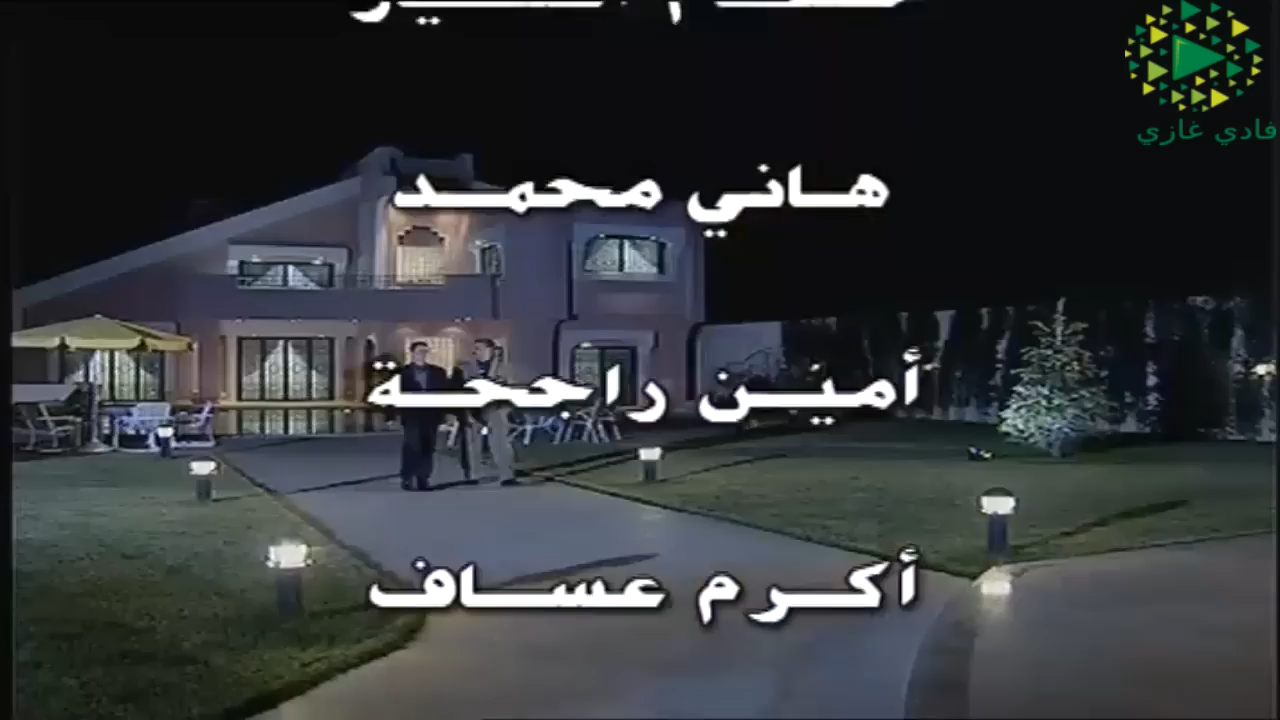 فادي غازي
هاني محمد
أمين راجحة
أكرم عساف